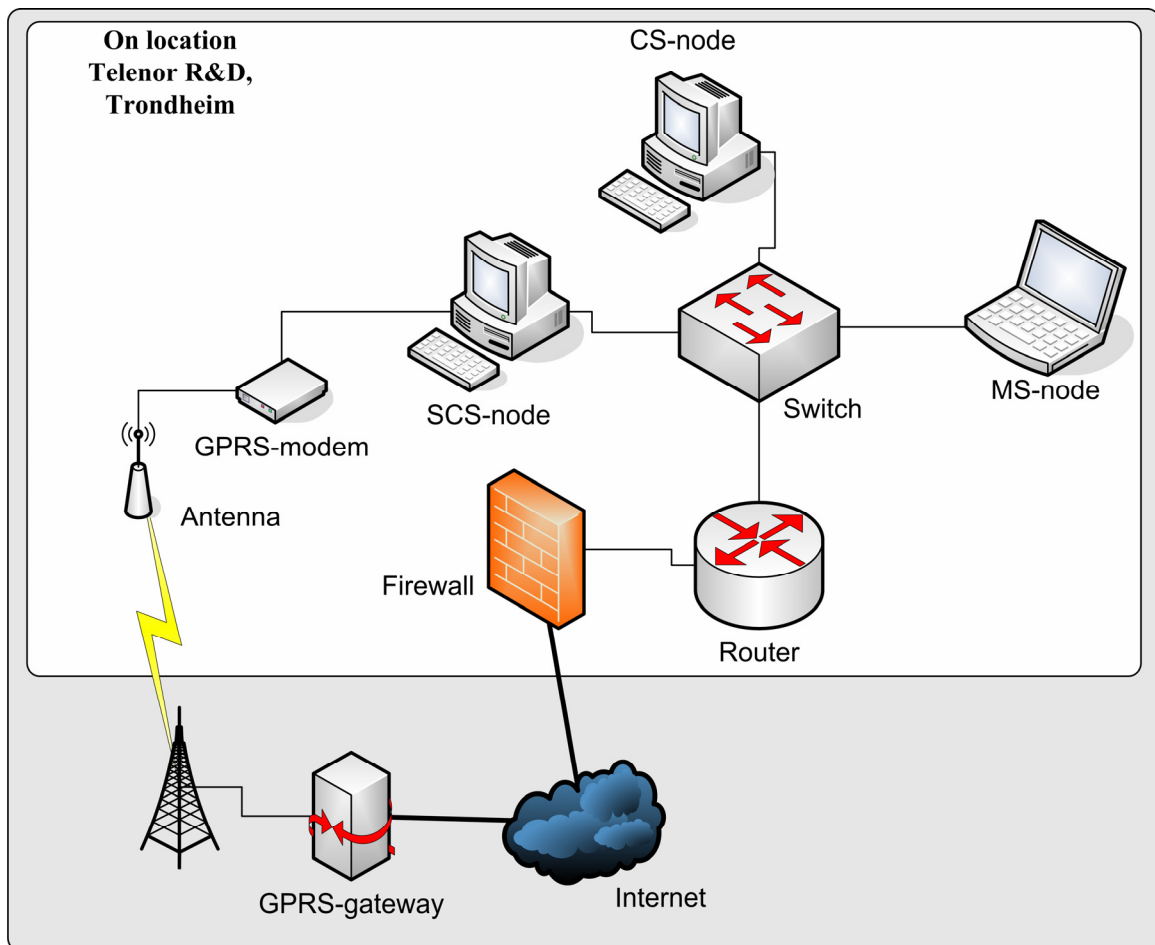 On location
Telenor R&D,
Trondheim
CS-node
MS-node
Switch
SCS-node
GPRS-modem
Antenna
Firewall
Router
Internet
GPRS-gateway